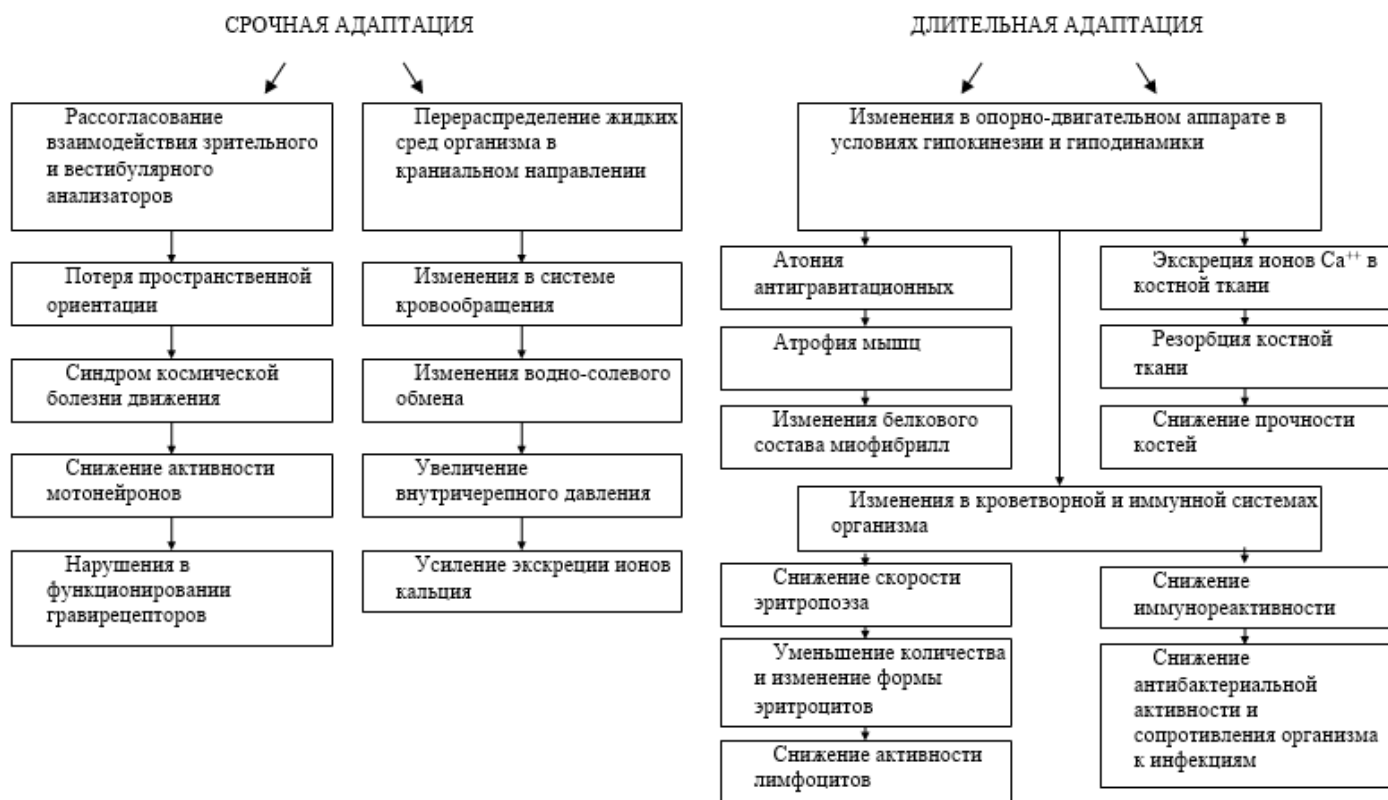 СРОЧНАЯ АДАПТАЦИЯ
Рассогласование
взаимодействия зрительного
и вестибулярного
анализаторов
Потеря пространственной
ориентации
Синдром космической
болезни движения
Снижение активности
мотонейронов
Нарушения в
функционировании
гравирецепторов
Перераспределение жидких
сред организма в
краниальном направлении
Изменения в системе
кровообращения
Изменения водно-солевого
обмена
Увеличение
внутричерепного давления
Усиление экскреции ионов
кальция
ДЛИТЕЛЬНАЯ АДАПТАЦИЯ
Изменения в опорно-двигательном аппарате в
условиях гипокинезии и гиподинамики
Атония
антигравитационных
Атрофия мышц
Изменения белкового
состава миофибрилл
Экскреция ионов Ca⁺⁺ в
костной ткани
Резорбция костной
ткани
Снижение прочности
костей
Изменения в кроветворной и иммунной системах
организма
Снижение скорости
эритропоэза
Уменьшение количества
и изменение формы
эритроцитов
Снижение активности
лимфоцитов
Снижение
иммунореактивности
Снижение
антибактериальной
активности и
сопротивления организма
к инфекциям